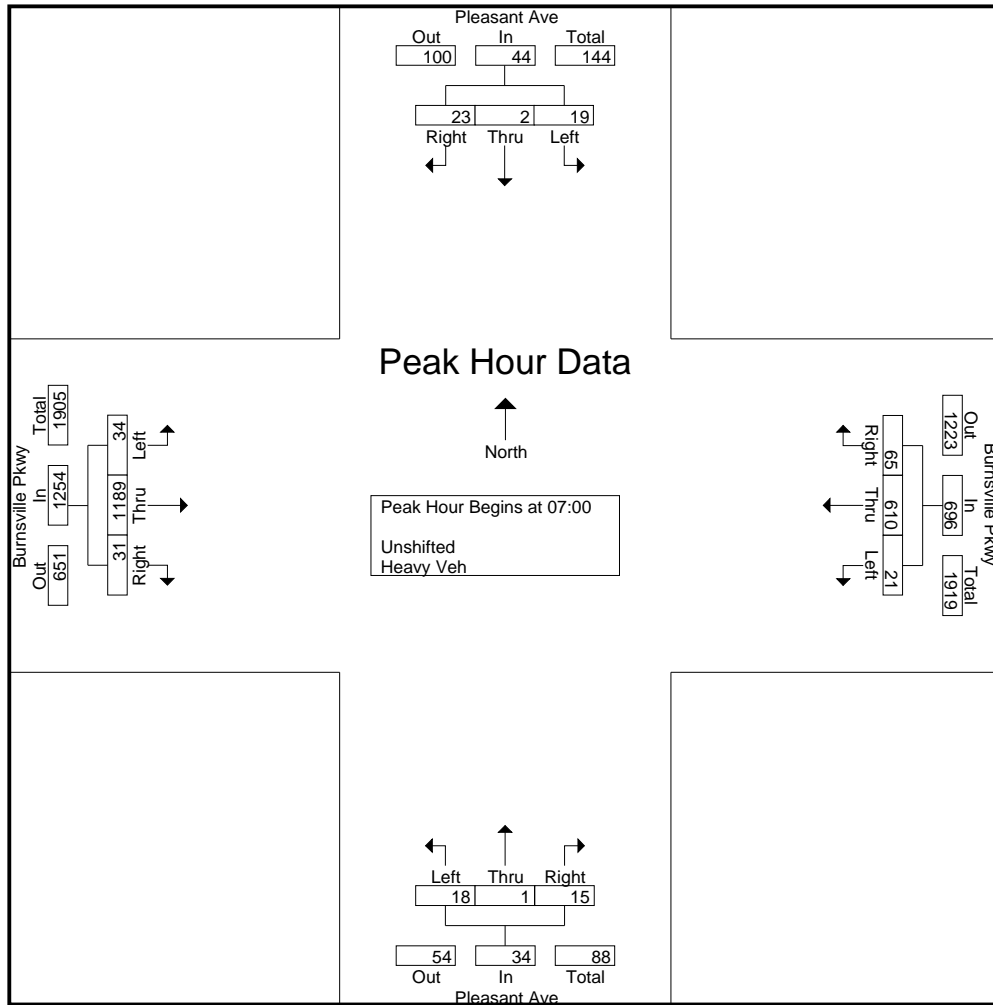 Pleasant Ave
Out In Total
100 44 144
23 2 19
Right Thru Left
Peak Hour Data
North
Peak Hour Begins at 07:00
Unshifted
Heavy Veh
Burnsville Pkwy
Out In Total
651 1254 1905
31 1189 34
Right Thru Left
Burnsville Pkwy
Out In Total
1223 696 1919
65 610 21
Right Thru Left
Left Thru Right
18 1 15
54 34 88
Out In Total
Pleasant Ave